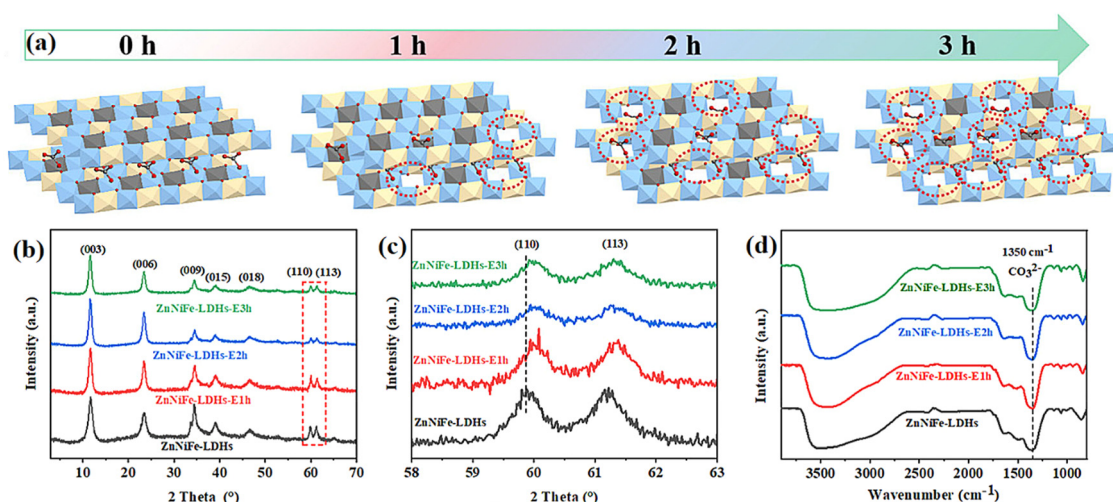 (a)
0 h
1 h
2 h
3 h
(b)
(003)
(006)
(009)
(015)
(018)
(110)
(113)
ZnNiFe-LDHs-E3h
ZnNiFe-LDHs-E2h
ZnNiFe-LDHs-E1h
ZnNiFe-LDHs
Intensity (a.u.)
10
20
30
40
50
60
70
2 Theta (°)
(c)
(110)
(113)
ZnNiFe-LDHs-E3h
ZnNiFe-LDHs-E2h
ZnNiFe-LDHs-E1h
ZnNiFe-LDHs
Intensity (a.u.)
58
59
60
61
62
63
2 Theta (°)
(d)
1350 cm⁻¹
CO₃²⁻
ZnNiFe-LDHs-E3h
ZnNiFe-LDHs-E2h
ZnNiFe-LDHs-E1h
ZnNiFe-LDHs
Intensity (a.u.)
3500
3000
2500
2000
1500
1000
Wavenumber (cm⁻¹)